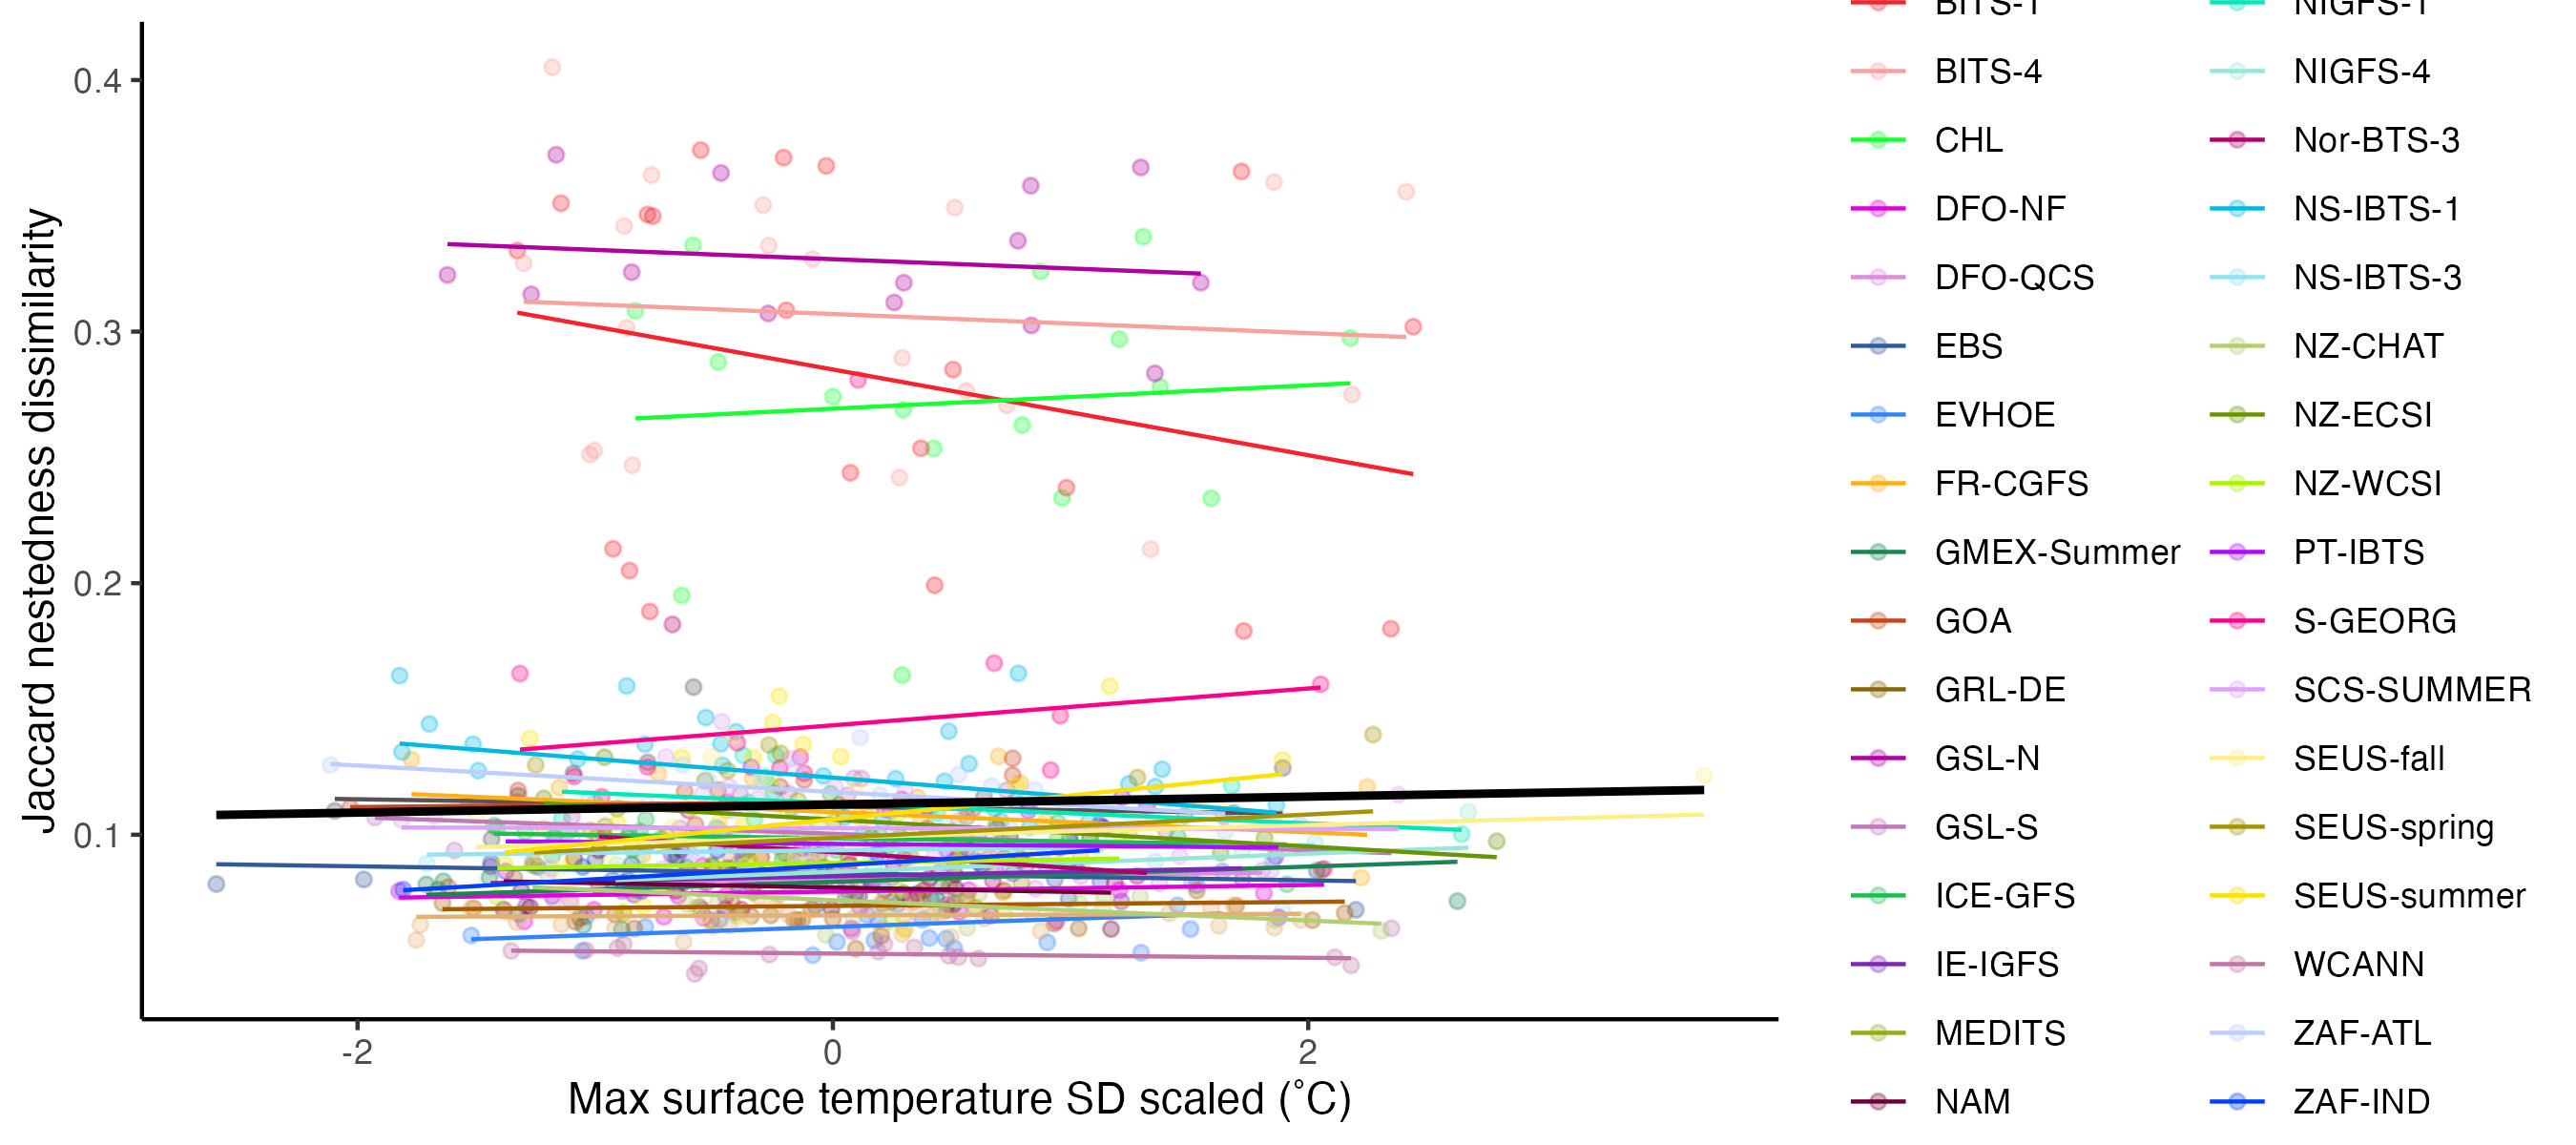 Jaccard nestedness dissimilarity
0.4
0.3
0.2
0.1
-2
0
2
Max surface temperature SD scaled (°C)
BITS-1
BITS-4
CHL
DFO-NF
DFO-QCS
EBS
EVHOE
FR-CGFS
GMEX-Summer
GOA
GRL-DE
GSL-N
GSL-S
ICE-GFS
IE-IGFS
MEDITS
NAM
NIGFS-1
NIGFS-4
Nor-BTS-3
NS-IBTS-1
NS-IBTS-3
NZ-CHAT
NZ-ECSI
NZ-WCSI
PT-IBTS
S-GEORG
SCS-SUMMER
SEUS-fall
SEUS-spring
SEUS-summer
WCANN
ZAF-ATL
ZAF-IND